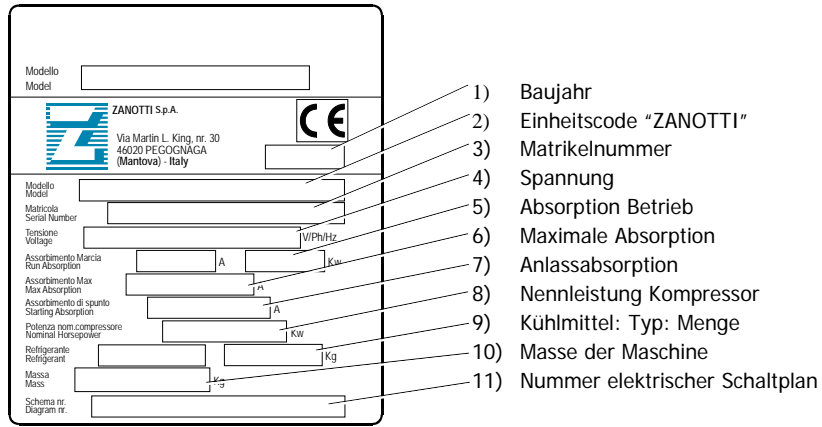 Modello
Model
ZANOTTI S.p.A.
Via Martin L. King, nr. 30
46020 PEGOGNAGA
(Mantova) - Italy
CE
Modello
Model
Matricola
Serial Number
Tensione
Voltage
V/Ph/Hz
Assorbimento Marcia
Run Absorption
A
Kw
Assorbimento Max
Max Absorption
A
Assorbimento di spunto
Starting Absorption
A
Potenza nom.compressore
Nominal Horsepower
Kw
Refrigerante
Refrigerant
Kg
Massa
Mass
Kg
Schema nr.
Diagram nr.
1) Baujahr
2) Einheitscode “ZANOTTI”
3) Matrikelnummer
4) Spannung
5) Absorption Betrieb
6) Maximale Absorption
7) Anlassabsorption
8) Nennleistung Kompressor
9) Kühlmittel: Typ: Menge
10) Masse der Maschine
11) Nummer elektrischer Schaltplan